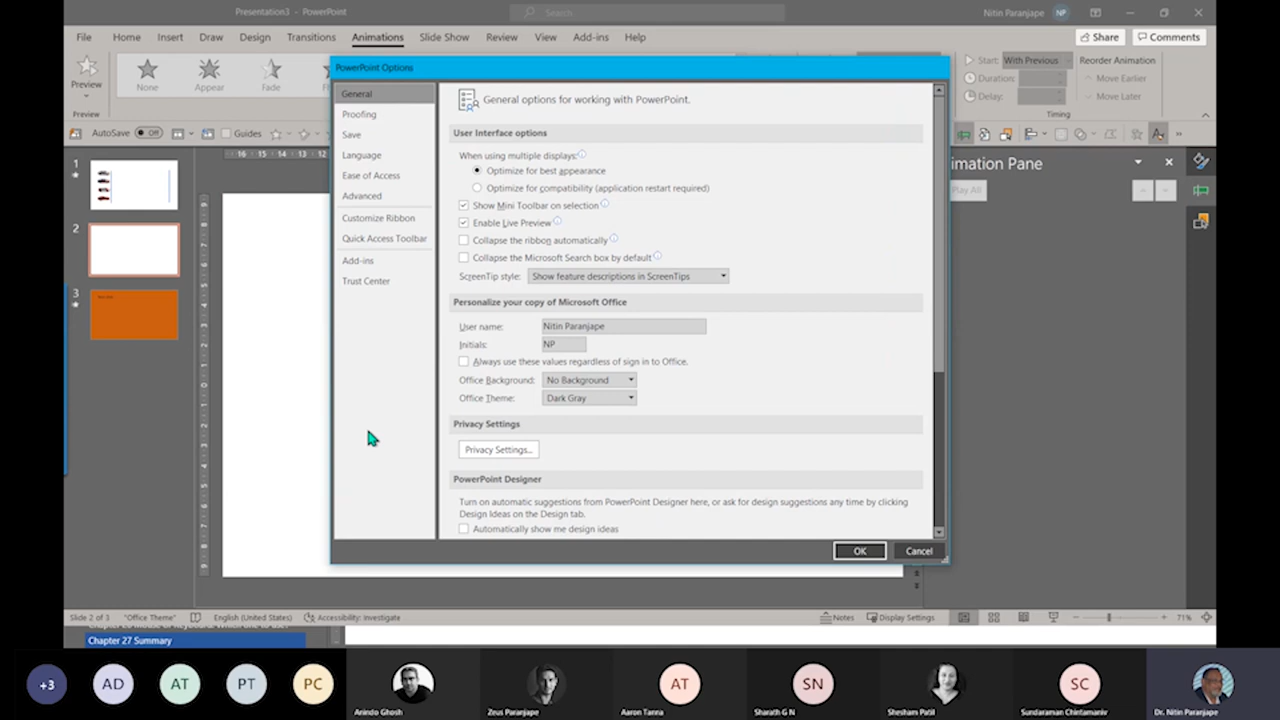 Presentation3 - PowerPoint
Search
Nitin Paranjape
NP
File
Home
Insert
Draw
Design
Transitions
Animations
Slide Show
Review
View
Add-ins
Help
Share
Comments
Preview
None
Appear
Fade
Preview
Start: With Previous
Duration:
Delay:
Reorder Animation
Move Earlier
Move Later
Timing
AutoSave Off
Guides
16 15 14 13 12
1
2
3
imation Pane
Play All
PowerPoint Options
General
Proofing
Save
Language
Ease of Access
Advanced
Customize Ribbon
Quick Access Toolbar
Add-ins
Trust Center
General options for working with PowerPoint.
User Interface options
When using multiple displays:
Optimize for best appearance
Optimize for compatibility (application restart required)
Show Mini Toolbar on selection
Enable Live Preview
Collapse the ribbon automatically
Collapse the Microsoft Search box by default
ScreenTip style: Show feature descriptions in ScreenTips
Personalize your copy of Microsoft Office
User name: Nitin Paranjape
Initials: NP
Always use these values regardless of sign in to Office.
Office Background: No Background
Office Theme: Dark Gray
Privacy Settings
Privacy Settings...
PowerPoint Designer
Turn on automatic suggestions from PowerPoint Designer here, or ask for design suggestions any time by clicking
Design Ideas on the Design tab.
Automatically show me design ideas
OK
Cancel
Slide 2 of 3
"Office Theme"
English (United States)
Accessibility: Investigate
Notes
Display Settings
71%
Chapter 27 Summary
+3
AD
AT
PT
PC
Anindo Ghosh
Zeus Paranjape
AT
Aaron Tanna
SN
Sharath G N
Shesham Patil
SC
Sundaraman Chintamaniv
Dr. Nitin Paranjape